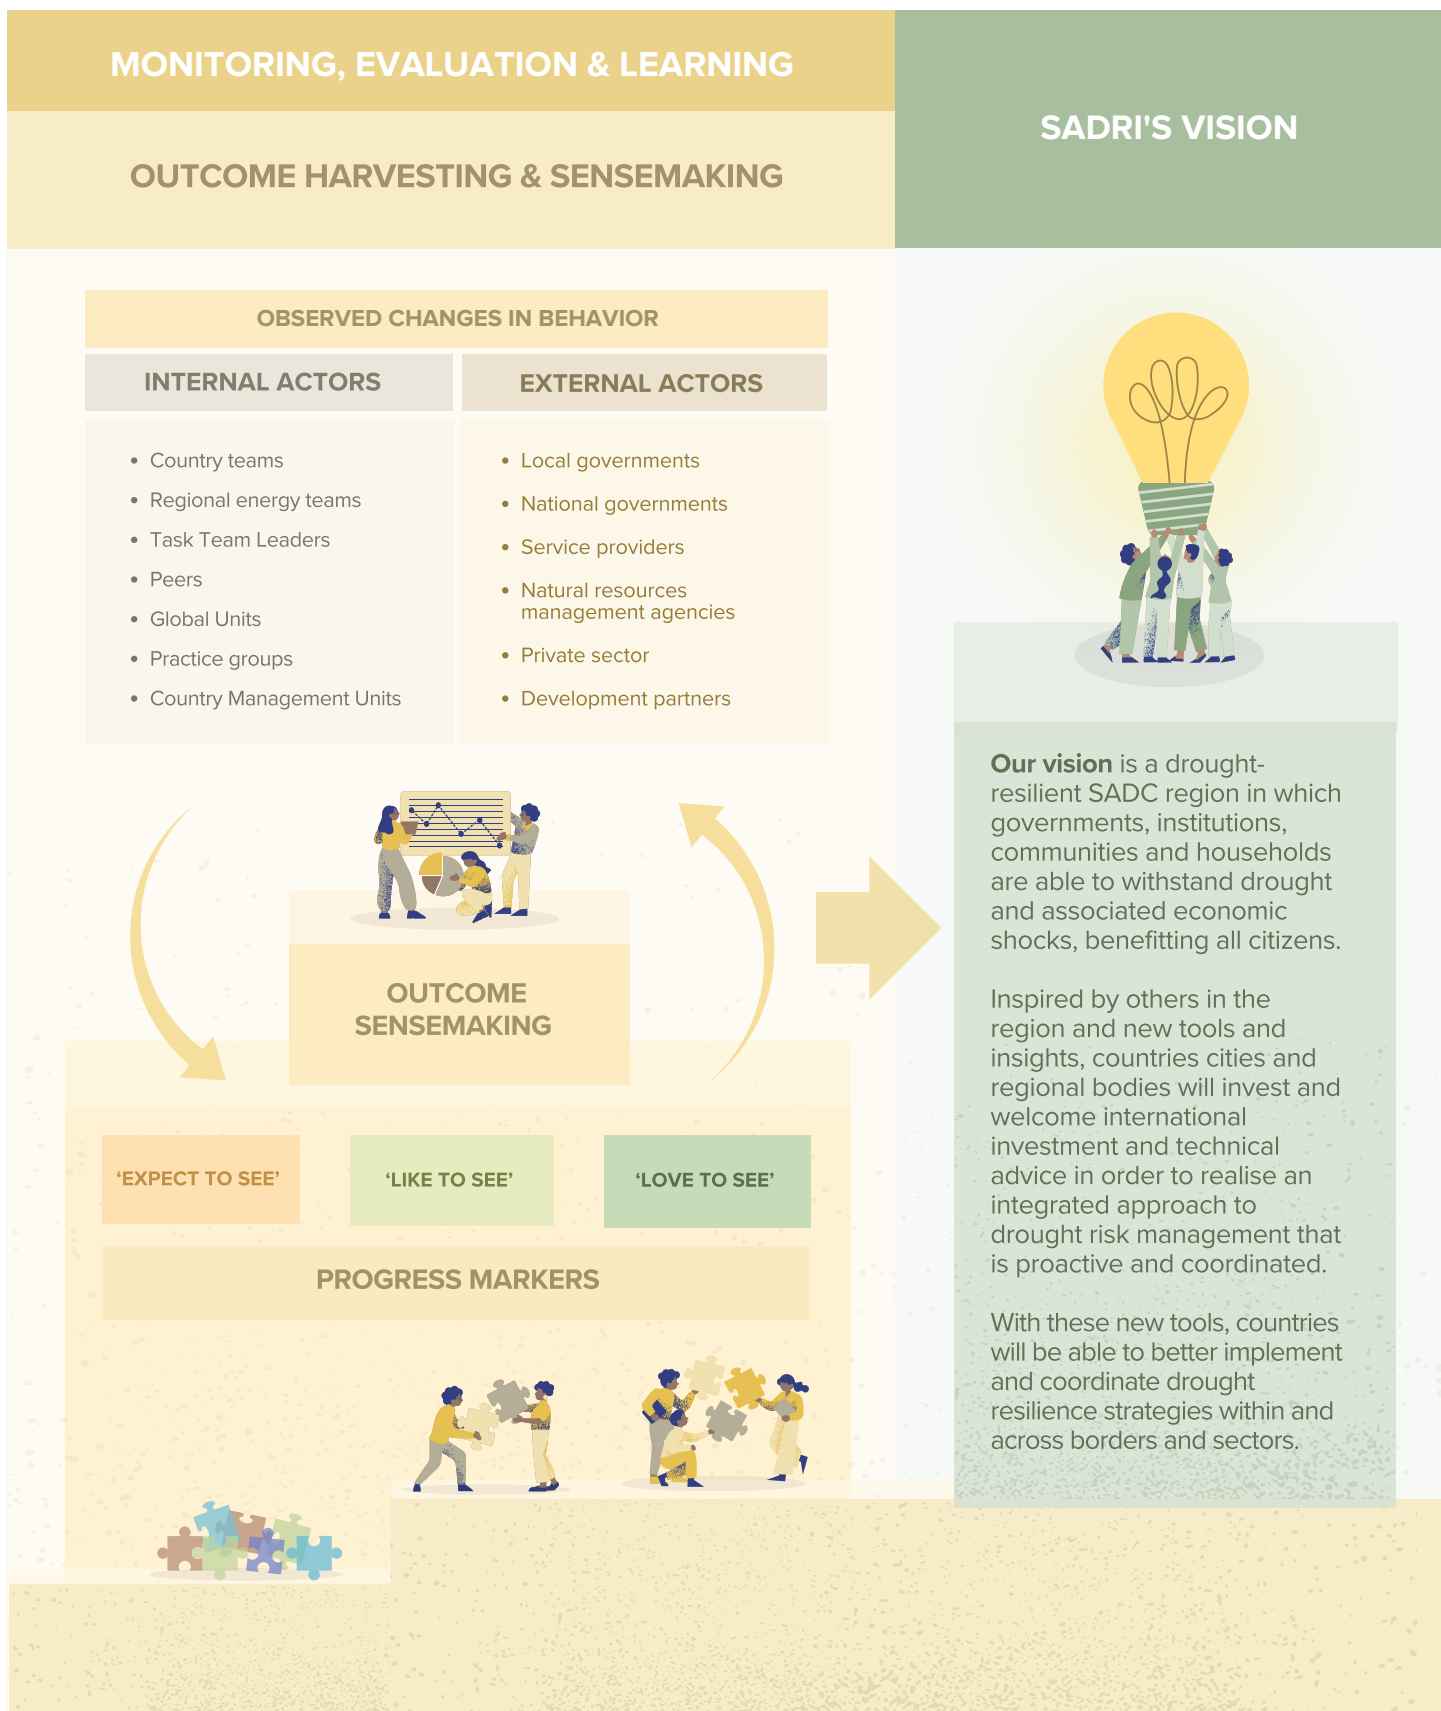 MONITORING, EVALUATION & LEARNING
OUTCOME HARVESTING & SENSEMAKING
OBSERVED CHANGES IN BEHAVIOR
INTERNAL ACTORS
• Country teams
• Regional energy teams
• Task Team Leaders
• Peers
• Global Units
• Practice groups
• Country Management Units
EXTERNAL ACTORS
• Local governments
• National governments
• Service providers
• Natural resources
management agencies
• Private sector
• Development partners
OUTCOME
SENSEMAKING
‘EXPECT TO SEE’
‘LIKE TO SEE’
‘LOVE TO SEE’
PROGRESS MARKERS
SADRI'S VISION
Our vision is a drought-
resilient SADC region in which
governments, institutions,
communities and households
are able to withstand drought
and associated economic
shocks, benefitting all citizens.
Inspired by others in the
region and new tools and
insights, countries cities and
regional bodies will invest and
welcome international
investment and technical
advice in order to realise an
integrated approach to
drought risk management that
is proactive and coordinated.
With these new tools, countries
will be able to better implement
and coordinate drought
resilience strategies within and
across borders and sectors.